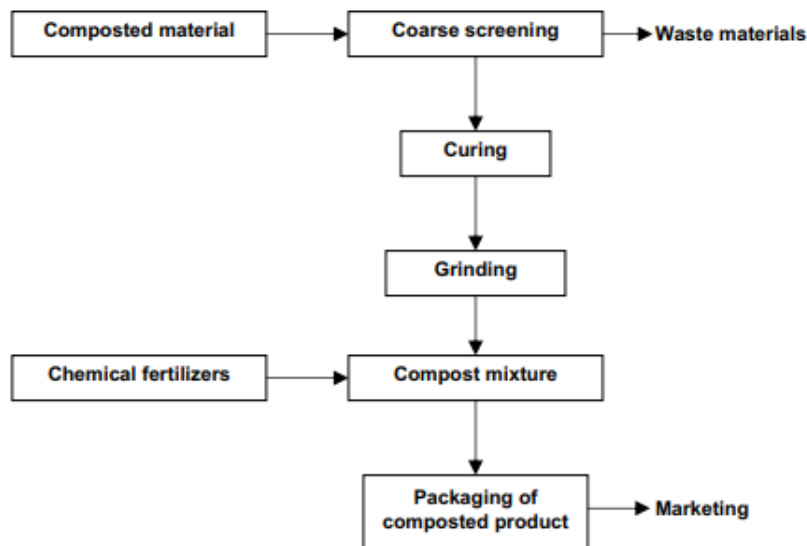 Composted material
Coarse screening
Waste materials
Curing
Grinding
Chemical fertilizers
Compost mixture
Packaging of
composted product
Marketing